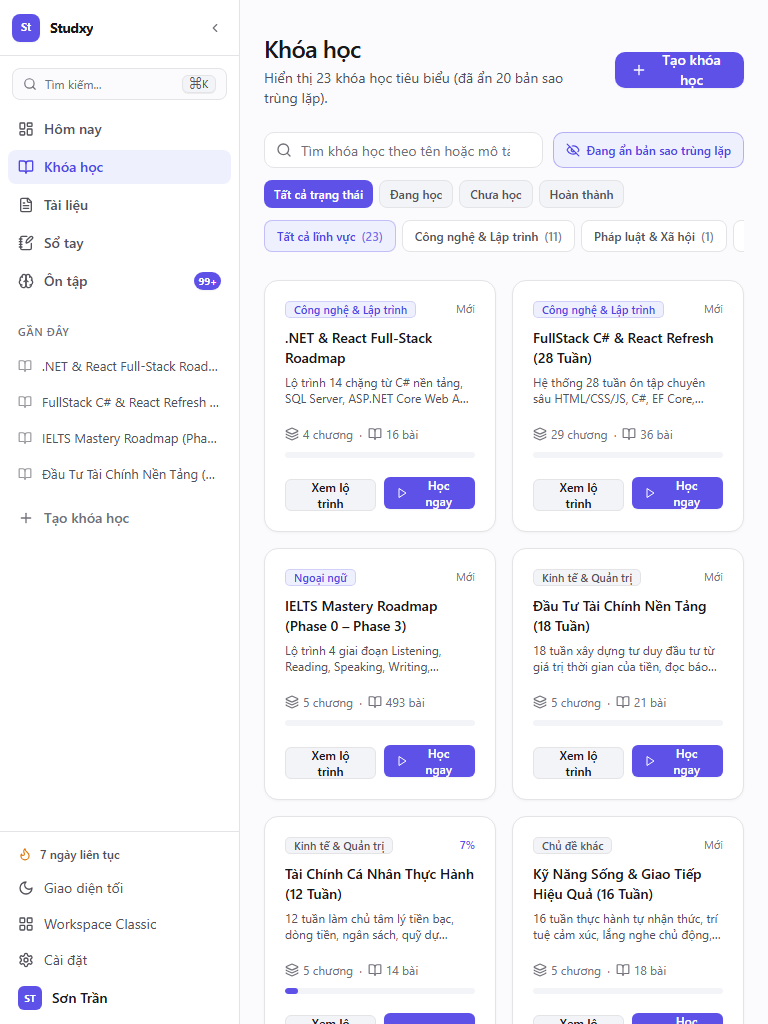 St Studxy
Tìm kiếm... ⌘K
Hôm nay
Khóa học
Tài liệu
Sổ tay
Ôn tập 99+
GẦN ĐÂY
.NET & React Full-Stack Road...
FullStack C# & React Refresh ...
IELTS Mastery Roadmap (Pha...
Đầu Tư Tài Chính Nền Tảng (...
Tạo khóa học
7 ngày liên tục
Giao diện tối
Workspace Classic
Cài đặt
ST Sơn Trần
Khóa học
Hiển thị 23 khóa học tiêu biểu (đã ẩn 20 bản sao
trùng lặp).
Tạo khóa
học
Tìm khóa học theo tên hoặc mô tả
Đang ẩn bản sao trùng lặp
Tất cả trạng thái Đang học Chưa học Hoàn thành
Tất cả lĩnh vực (23) Công nghệ & Lập trình (11) Pháp luật & Xã hội (1)
Công nghệ & Lập trình Mới
.NET & React Full-Stack
Roadmap
Lộ trình 14 chặng từ C# nền tảng,
SQL Server, ASP.NET Core Web A...
4 chương · 16 bài
Xem lộ
trình
Học
ngay
Công nghệ & Lập trình Mới
FullStack C# & React Refresh
(28 Tuần)
Hệ thống 28 tuần ôn tập chuyên
sâu HTML/CSS/JS, C#, EF Core,...
29 chương · 36 bài
Xem lộ
trình
Học
ngay
Ngoại ngữ Mới
IELTS Mastery Roadmap
(Phase 0 – Phase 3)
Lộ trình 4 giai đoạn Listening,
Reading, Speaking, Writing,...
5 chương · 493 bài
Xem lộ
trình
Học
ngay
Kinh tế & Quản trị Mới
Đầu Tư Tài Chính Nền Tảng
(18 Tuần)
18 tuần xây dựng tư duy đầu tư từ
giá trị thời gian của tiền, đọc báo...
5 chương · 21 bài
Xem lộ
trình
Học
ngay
Kinh tế & Quản trị 7%
Tài Chính Cá Nhân Thực Hành
(12 Tuần)
12 tuần làm chủ tâm lý tiền bạc,
dòng tiền, ngân sách, quỹ dự...
5 chương · 14 bài
Xem lộ
Học
Chủ đề khác Mới
Kỹ Năng Sống & Giao Tiếp
Hiệu Quả (16 Tuần)
16 tuần thực hành tự nhận thức, trí
tuệ cảm xúc, lắng nghe chủ động,...
5 chương · 18 bài
Xem lộ
Học